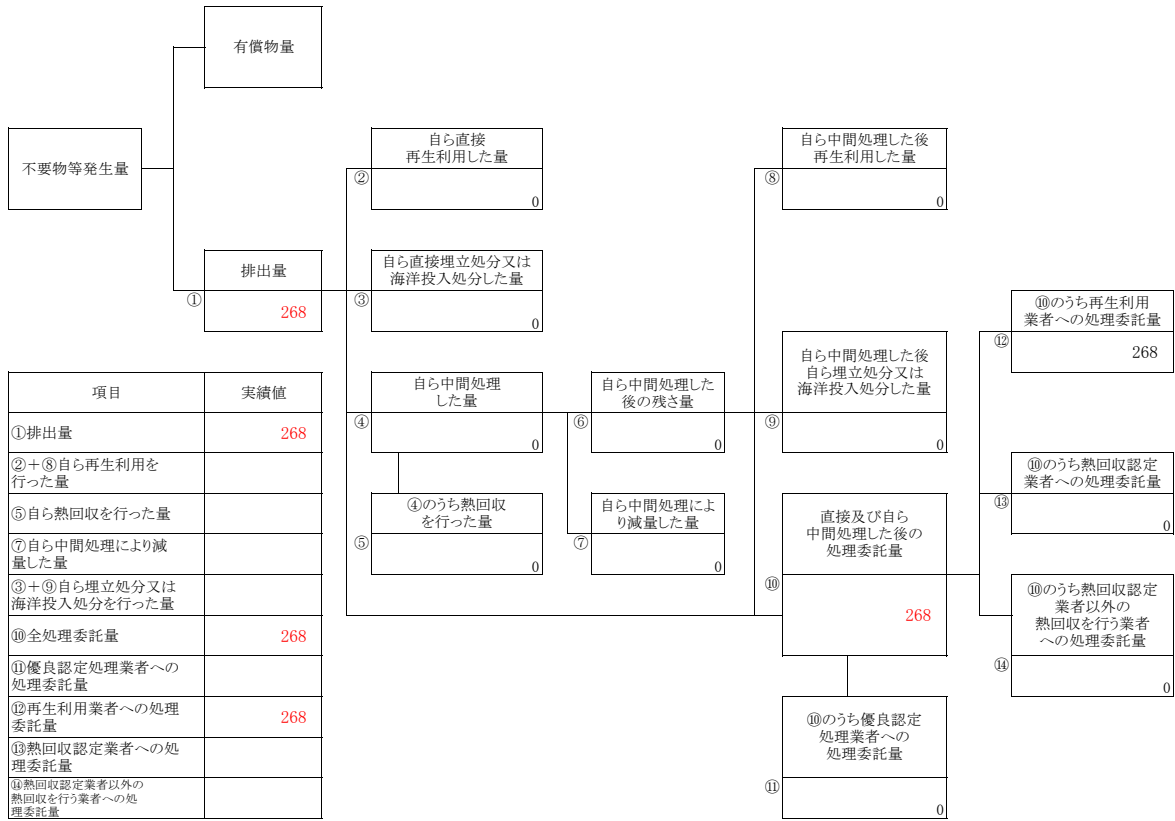 有償物量
不要物等発生量
排出量
①
268
自ら直接
再生利用した量
②
0
自ら直接埋立処分又は
海洋投入処分した量
③
0
自ら中間処理
した量
④
0
④のうち熱回収
を行った量
⑤
0
自ら中間処理した
後の残さ量
⑥
0
自ら中間処理によ
り減量した量
⑦
0
自ら中間処理した後
再生利用した量
⑧
0
自ら中間処理した後
自ら埋立処分又は
海洋投入処分した量
⑨
0
直接及び自ら
中間処理した後の
処理委託量
⑩
268
⑩のうち優良認定
処理業者への
処理委託量
⑪
0
⑩のうち再生利用
業者への処理委託量
⑫
268
⑩のうち熱回収認定
業者への処理委託量
⑬
0
⑩のうち熱回収認定
業者以外の
熱回収を行う業者
への処理委託量
⑭
0
項目 実績値
①排出量 268
②＋⑧自ら再生利用を
行った量
⑤自ら熱回収を行った量
⑦自ら中間処理により減
量した量
③＋⑨自ら埋立処分又は
海洋投入処分を行った量
⑩全処理委託量 268
⑪優良認定処理業者への
処理委託量
⑫再生利用業者への処理
委託量 268
⑬熱回収認定業者への処
理委託量
⑭熱回収認定業者以外の
熱回収を行う業者への処
理委託量